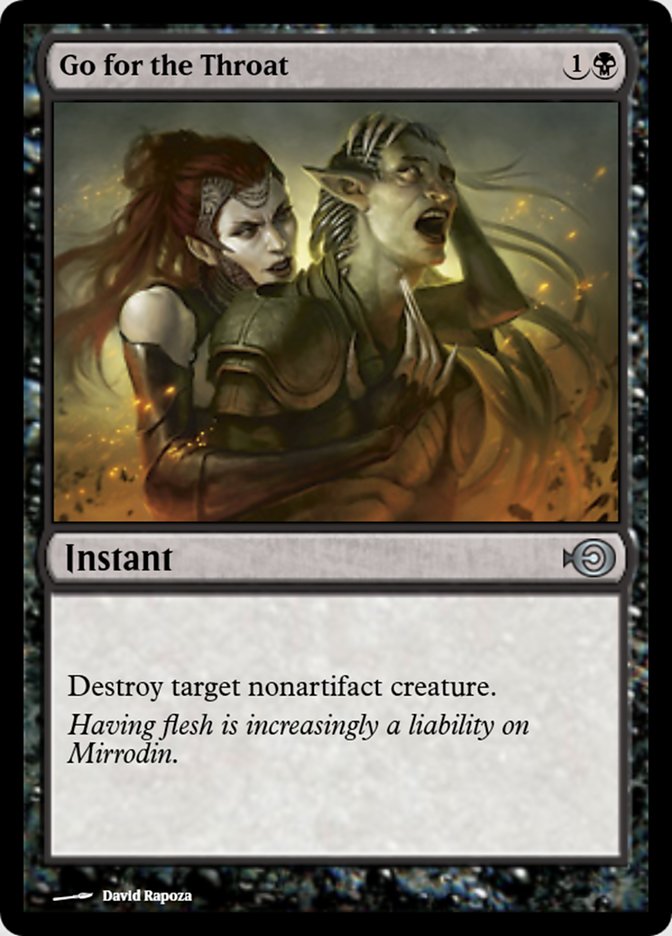 Go for the Throat 1
Instant
Destroy target nonartifact creature.
Having flesh is increasingly a liability on
Mirrodin.
David Rapoza